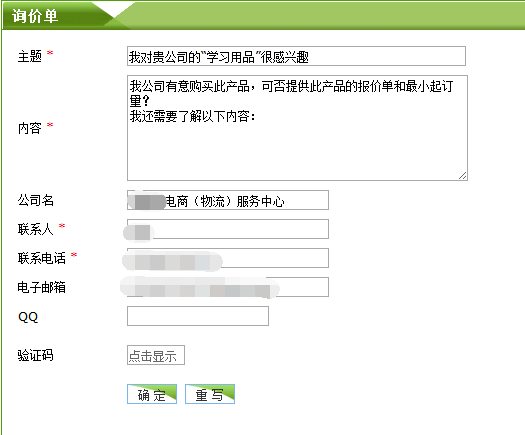 询价单
主题 *
我对贵公司的“学习用品”很感兴趣
内容 *
我公司有意购买此产品，可否提供此产品的报价单和最小起订
量？
我还需要了解以下内容：
公司名
电商（物流）服务中心
联系人 *
联系电话 *
电子邮箱
QQ
验证码
点击显示
确 定
重 写